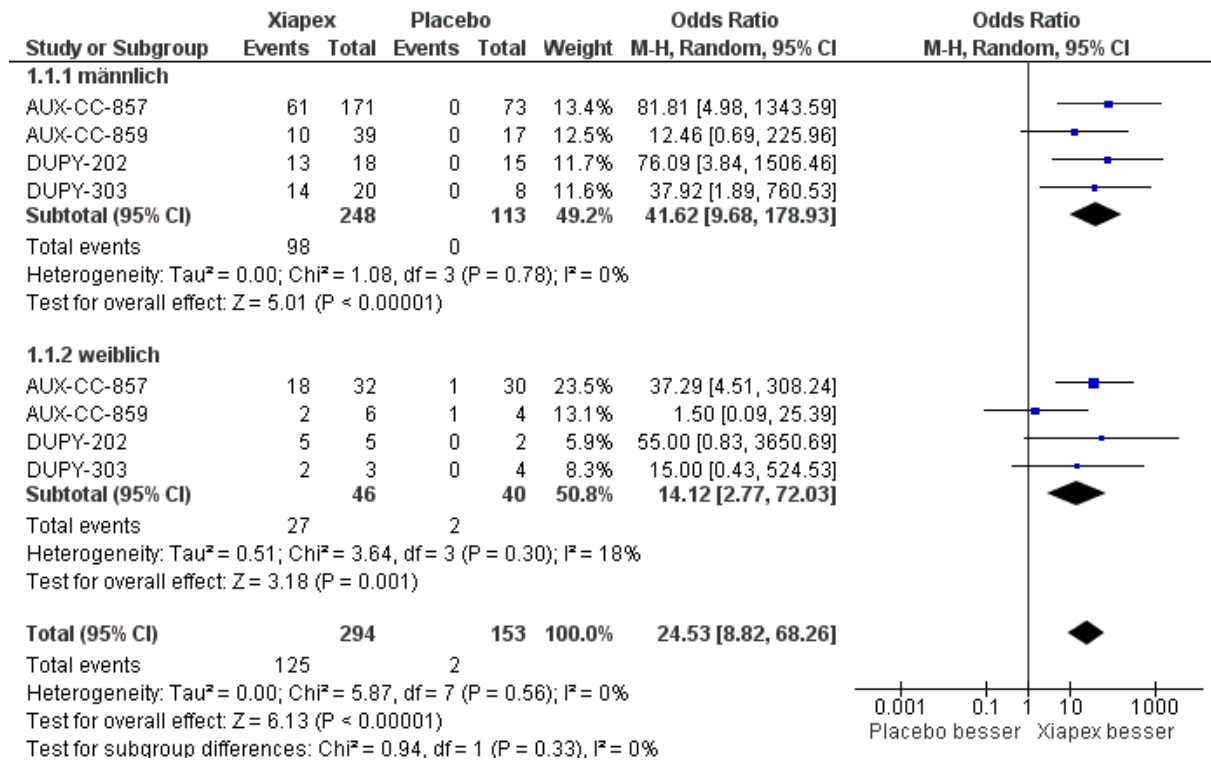 Xiapex Placebo Odds Ratio Odds Ratio
Study or Subgroup Events Total Events Total Weight M-H, Random, 95% CI M-H, Random, 95% CI
1.1.1 männlich
AUX-CC-857 61 171 0 73 13.4% 81.81 [4.98, 1343.59]
AUX-CC-859 10 39 0 17 12.5% 12.46 [0.69, 225.96]
DUPY-202 13 18 0 15 11.7% 76.09 [3.84, 1506.46]
DUPY-303 14 20 0 8 11.6% 37.92 [1.89, 760.53]
Subtotal (95% CI) 248 113 49.2% 41.62 [9.68, 178.93]
Total events 98 0
Heterogeneity: Tau² = 0.00; Chi² = 1.08, df = 3 (P = 0.78); I² = 0%
Test for overall effect: Z = 5.01 (P < 0.00001)
1.1.2 weiblich
AUX-CC-857 18 32 1 30 23.5% 37.29 [4.51, 308.24]
AUX-CC-859 2 6 1 4 13.1% 1.50 [0.09, 25.39]
DUPY-202 5 5 0 2 5.9% 55.00 [0.83, 3650.69]
DUPY-303 2 3 0 4 8.3% 15.00 [0.43, 524.53]
Subtotal (95% CI) 46 40 50.8% 14.12 [2.77, 72.03]
Total events 27 2
Heterogeneity: Tau² = 0.51; Chi² = 3.64, df = 3 (P = 0.30); I² = 18%
Test for overall effect: Z = 3.18 (P = 0.001)
Total (95% CI) 294 153 100.0% 24.53 [8.82, 68.26]
Total events 125 2
Heterogeneity: Tau² = 0.00; Chi² = 5.87, df = 7 (P = 0.56); I² = 0%
Test for overall effect: Z = 6.13 (P < 0.00001)
Test for subgroup differences: Chi² = 0.94, df = 1 (P = 0.33), I² = 0%
0.001 0.1 1 10 1000
Placebo besser Xiapex besser